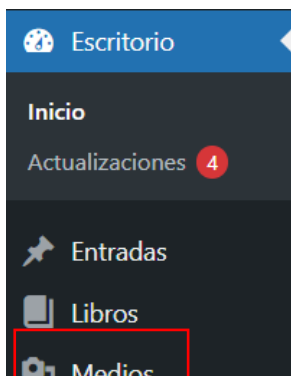 Escritorio
Inicio
Actualizaciones 4
Entradas
Libros
Medios